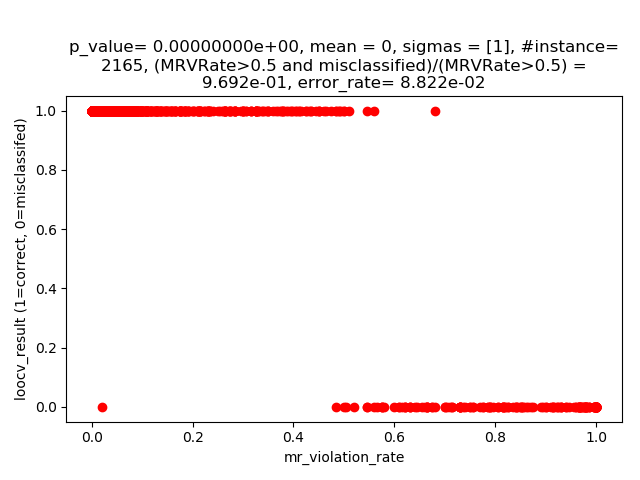 p_value= 0.00000000e+00, mean = 0, sigmas = [1], #instance=
2165, (MRVRate>0.5 and misclassified)/(MRVRate>0.5) =
9.692e-01, error_rate= 8.822e-02
1.0
0.8
0.6
0.4
0.2
0.0
loocv_result (1=correct, 0=misclassifed)
0.0 0.2 0.4 0.6 0.8 1.0
mr_violation_rate